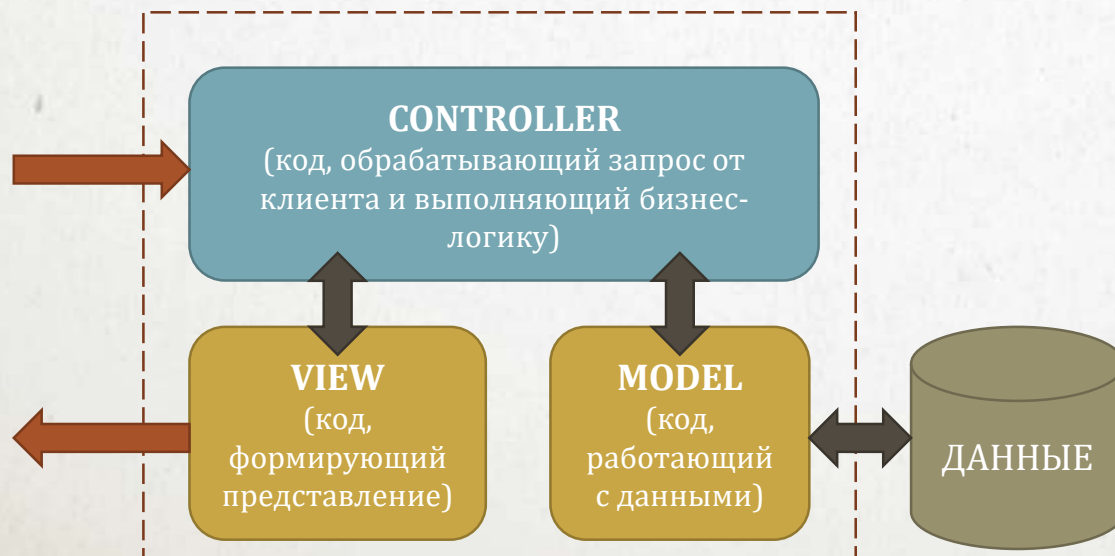 CONTROLLER
(код, обрабатывающий запрос от
клиента и выполняющий бизнес-
логику)
VIEW
(код,
формирующий
представление)
MODEL
(код,
работающий
с данными)
ДАННЫЕ